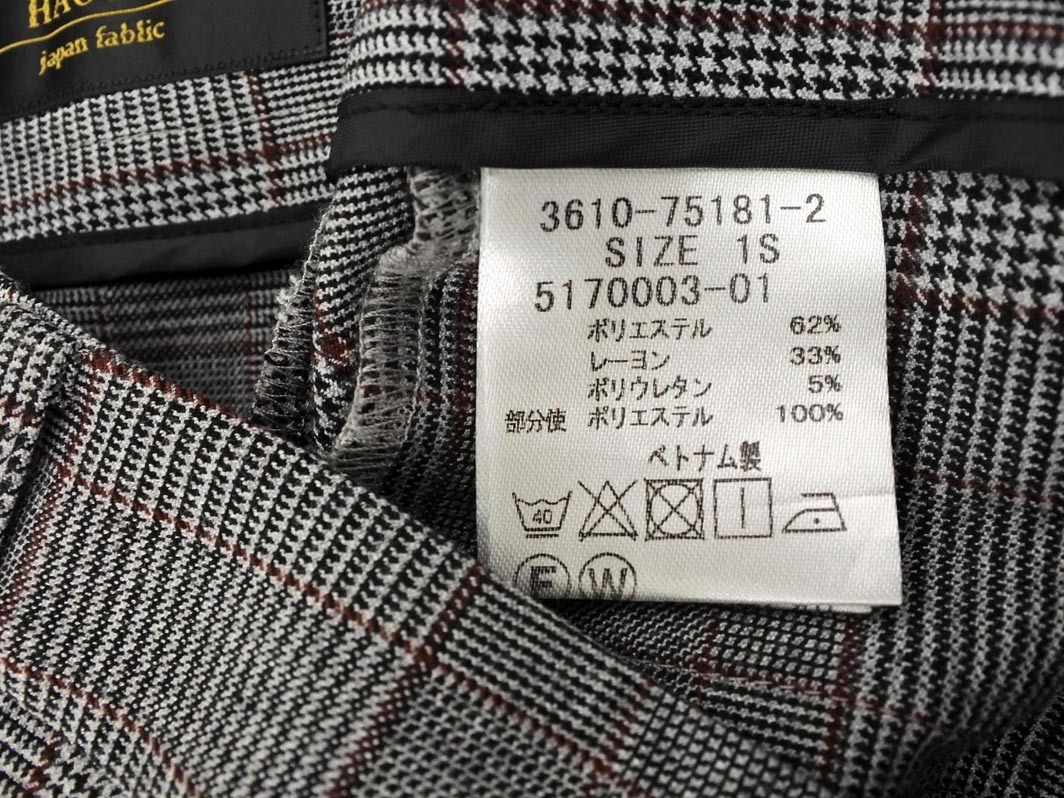 japan fablic
3610-75181-2
SIZE 1S
5170003-01
ポリエステル 62%
レーヨン 33%
ポリウレタン 5%
部分使 ポリエステル 100%
ベトナム製
40
F W